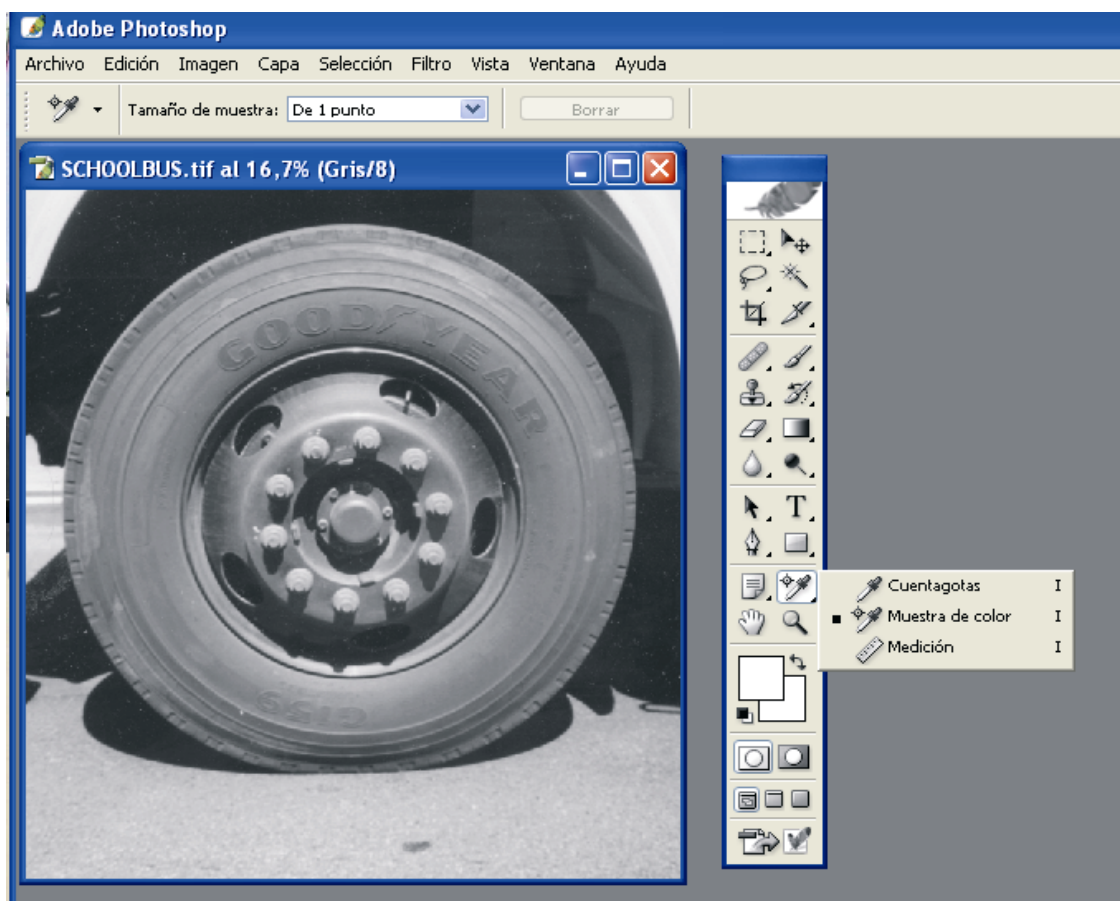 Adobe Photoshop
Archivo Edición Imagen Capa Selección Filtro Vista Ventana Ayuda
Tamaño de muestra: De 1 punto Borrar
SCHOOLBUS.tif al 16,7% (Gris/8)
GOODYEAR
G159
T
Cuentagotas I
Muestra de color I
Medición I